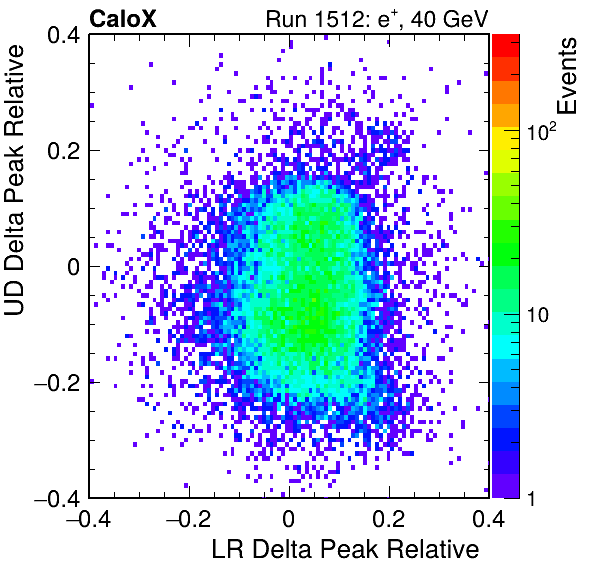 CaloX Run 1512: e⁺, 40 GeV
UD Delta Peak Relative
0.4
0.2
0
−0.2
−0.4
−0.4 −0.2 0 0.2 0.4
LR Delta Peak Relative
Events
10²
10
1